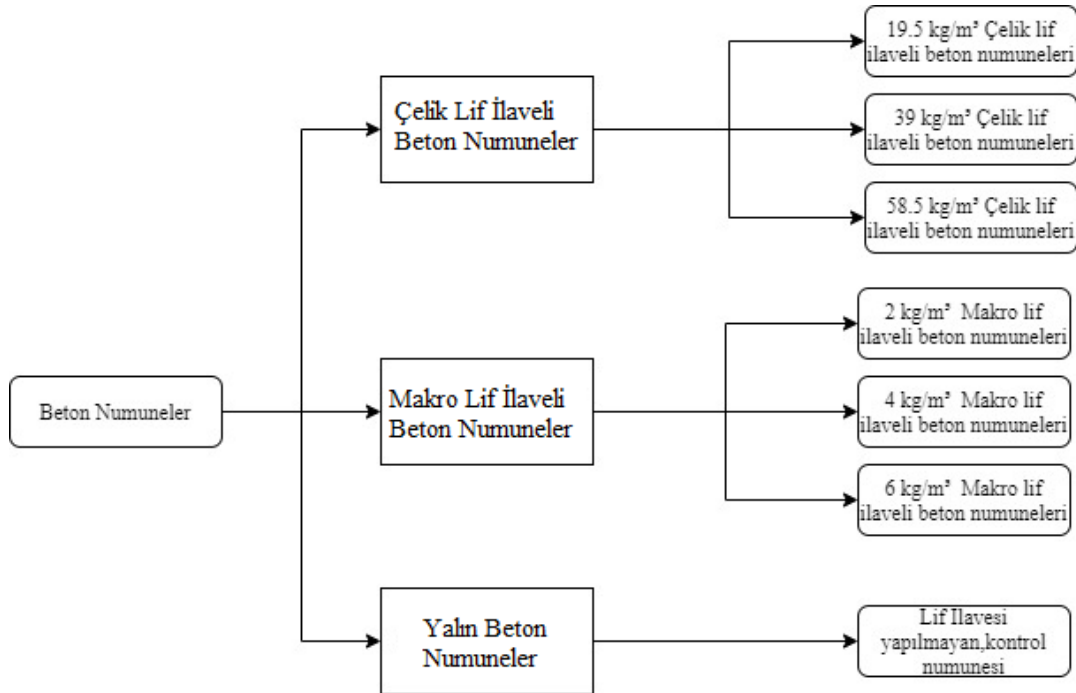 19.5 kg/m³ Çelik lif
ilaveli beton numuneleri
Çelik Lif İlaveli
Beton Numuneler
39 kg/m³ Çelik lif
ilaveli beton numuneleri
58.5 kg/m³ Çelik lif
ilaveli beton numuneleri
2 kg/m³ Makro lif
ilaveli beton numuneleri
Beton Numuneler
Makro Lif İlaveli
Beton Numuneler
4 kg/m³ Makro lif
ilaveli beton numuneleri
6 kg/m³ Makro lif
ilaveli beton numuneleri
Yalın Beton
Numuneler
Lif Ilavesi
yapılmayan,kontrol
numunesi